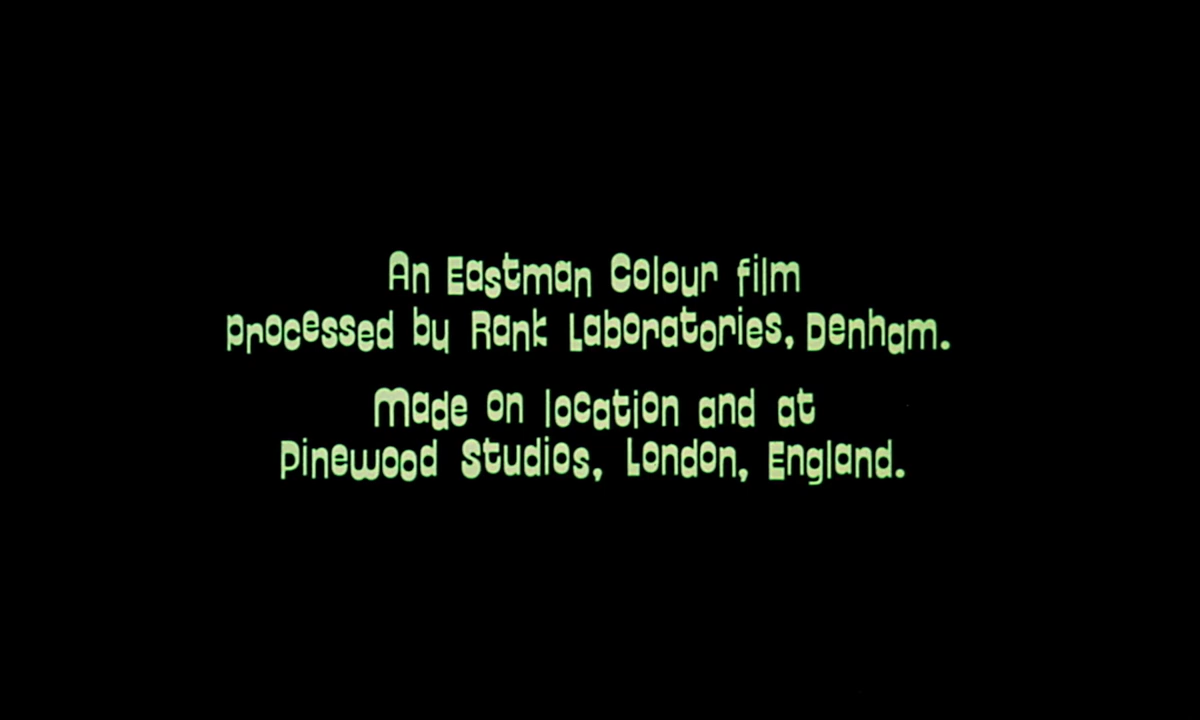 An Eastman Colour film
processed by Rank Laboratories, Denham.
Made on location and at
Pinewood Studios, London, England.